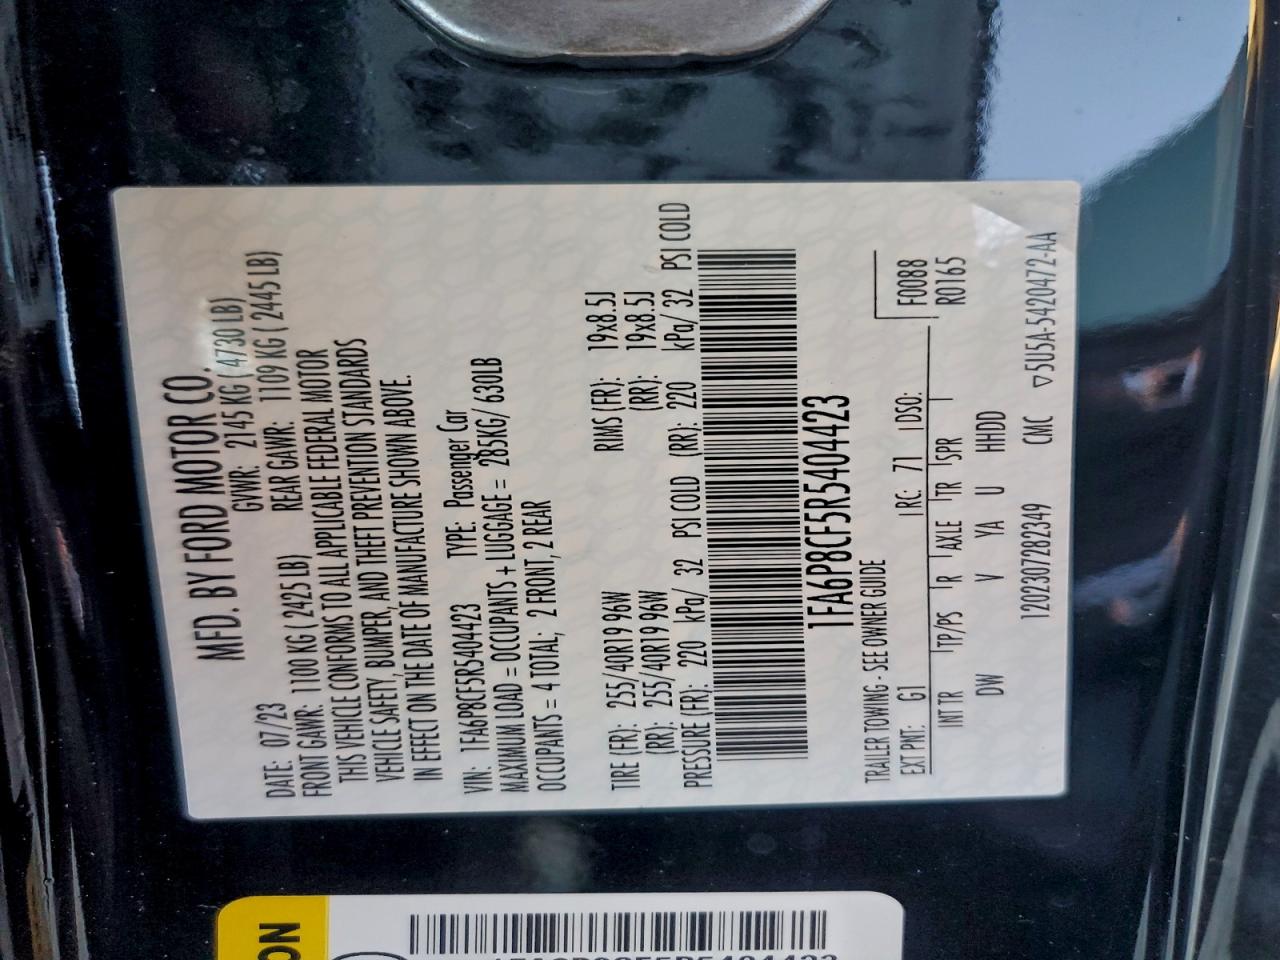 MFD. BY FORD MOTOR CO.
DATE: 07/23 GVWR: 2145 KG (4730 LB)
FRONT GAWR: 1100 KG (2425 LB) REAR GAWR: 1109 KG (2445 LB)
THIS VEHICLE CONFORMS TO ALL APPLICABLE FEDERAL MOTOR
VEHICLE SAFETY, BUMPER, AND THEFT PREVENTION STANDARDS
IN EFFECT ON THE DATE OF MANUFACTURE SHOWN ABOVE.
VIN: 1FA6P8CF5R5404423 TYPE: Passenger Car
MAXIMUM LOAD = OCCUPANTS + LUGGAGE = 285KG/ 630LB
OCCUPANTS = 4 TOTAL; 2 FRONT, 2 REAR
TIRE (FR): 255/40R19 96W RIMS (FR): 19x8.5J
(RR): 255/40R19 96W (RR): 19x8.5J
PRESSURE (FR): 220 kPa/ 32 PSI COLD (RR): 220 kPa/ 32 PSI COLD
1FA6P8CF5R5404423
TRAILER TOWING - SEE OWNER GUIDE
F0088
EXT PNT: G1 RC: 71 DSO: R0165
INT TR TP/PS R AXLE TR SPR
DW V YA U HHDD
12023072823​49 CMC ▽5U5A-5420472-AA
ON